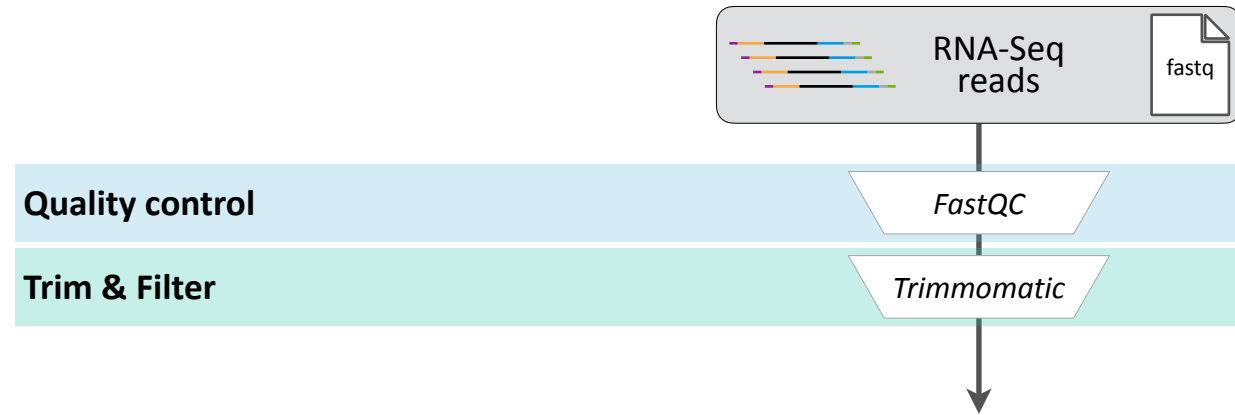 RNA-Seq
reads
fastq
Quality control
FastQC
Trim & Filter
Trimmomatic